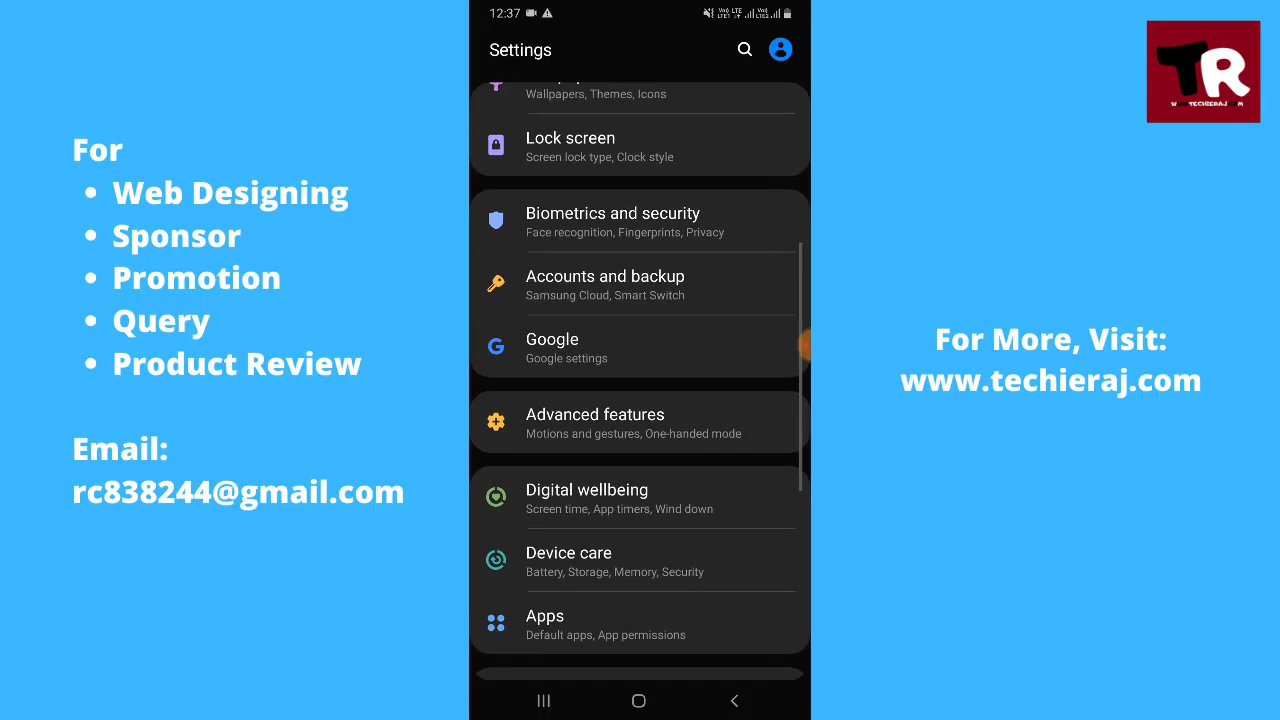 12:37
Settings
Wallpapers, Themes, Icons
Lock screen
Screen lock type, Clock style
Biometrics and security
Face recognition, Fingerprints, Privacy
Accounts and backup
Samsung Cloud, Smart Switch
Google
Google settings
Advanced features
Motions and gestures, One-handed mode
Digital wellbeing
Screen time, App timers, Wind down
Device care
Battery, Storage, Memory, Security
Apps
Default apps, App permissions
For
• Web Designing
• Sponsor
• Promotion
• Query
• Product Review
Email:
rc838244@gmail.com
TR
For More, Visit:
www.techieraj.com